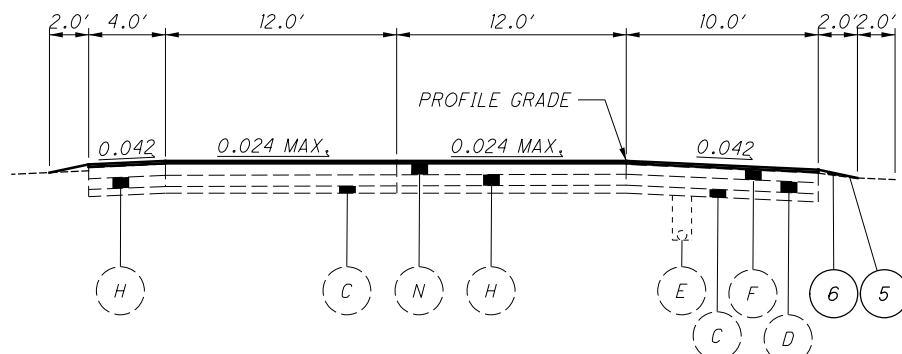 2.0' 4.0' 12.0' 12.0' 10.0' 2.0' 2.0'
PROFILE GRADE
0.042 0.024 MAX. 0.024 MAX. 0.042
H C N H E F 6 5
C D